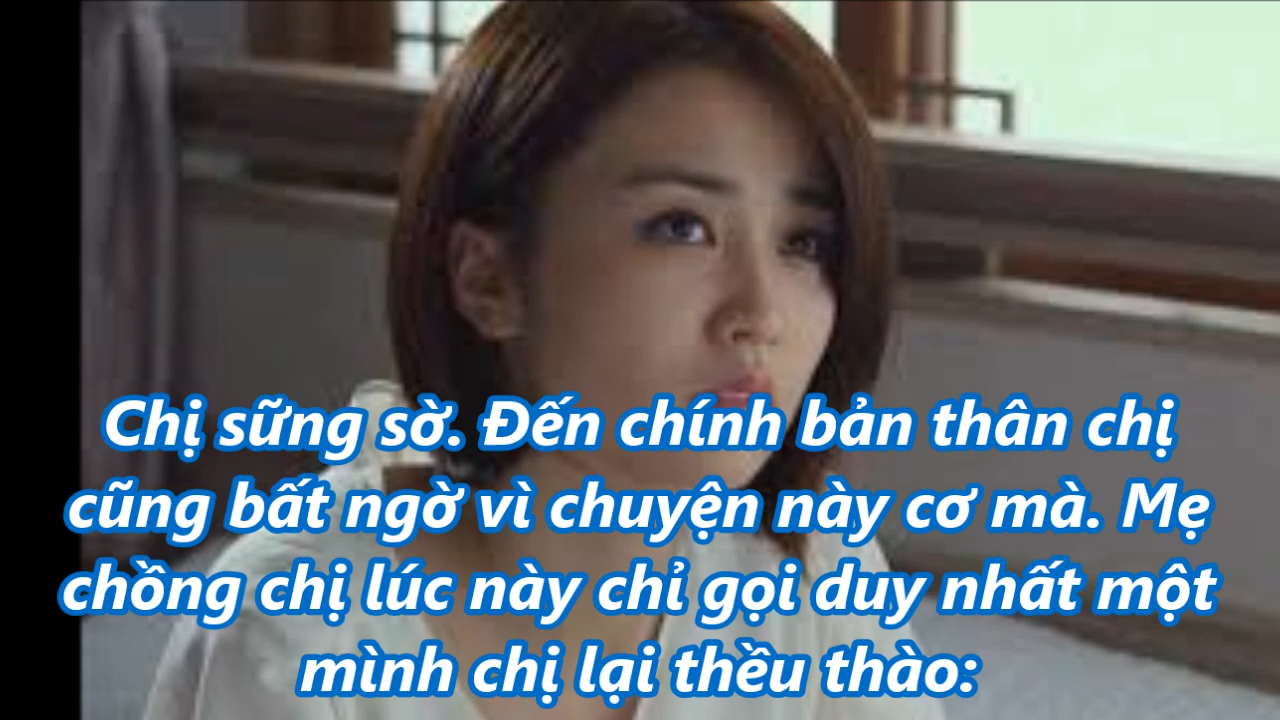 Chị sững sờ. Đến chính bản thân chị
cũng bất ngờ vì chuyện này cơ mà. Mẹ
chồng chị lúc này chỉ gọi duy nhất một
mình chị lại thều thào: